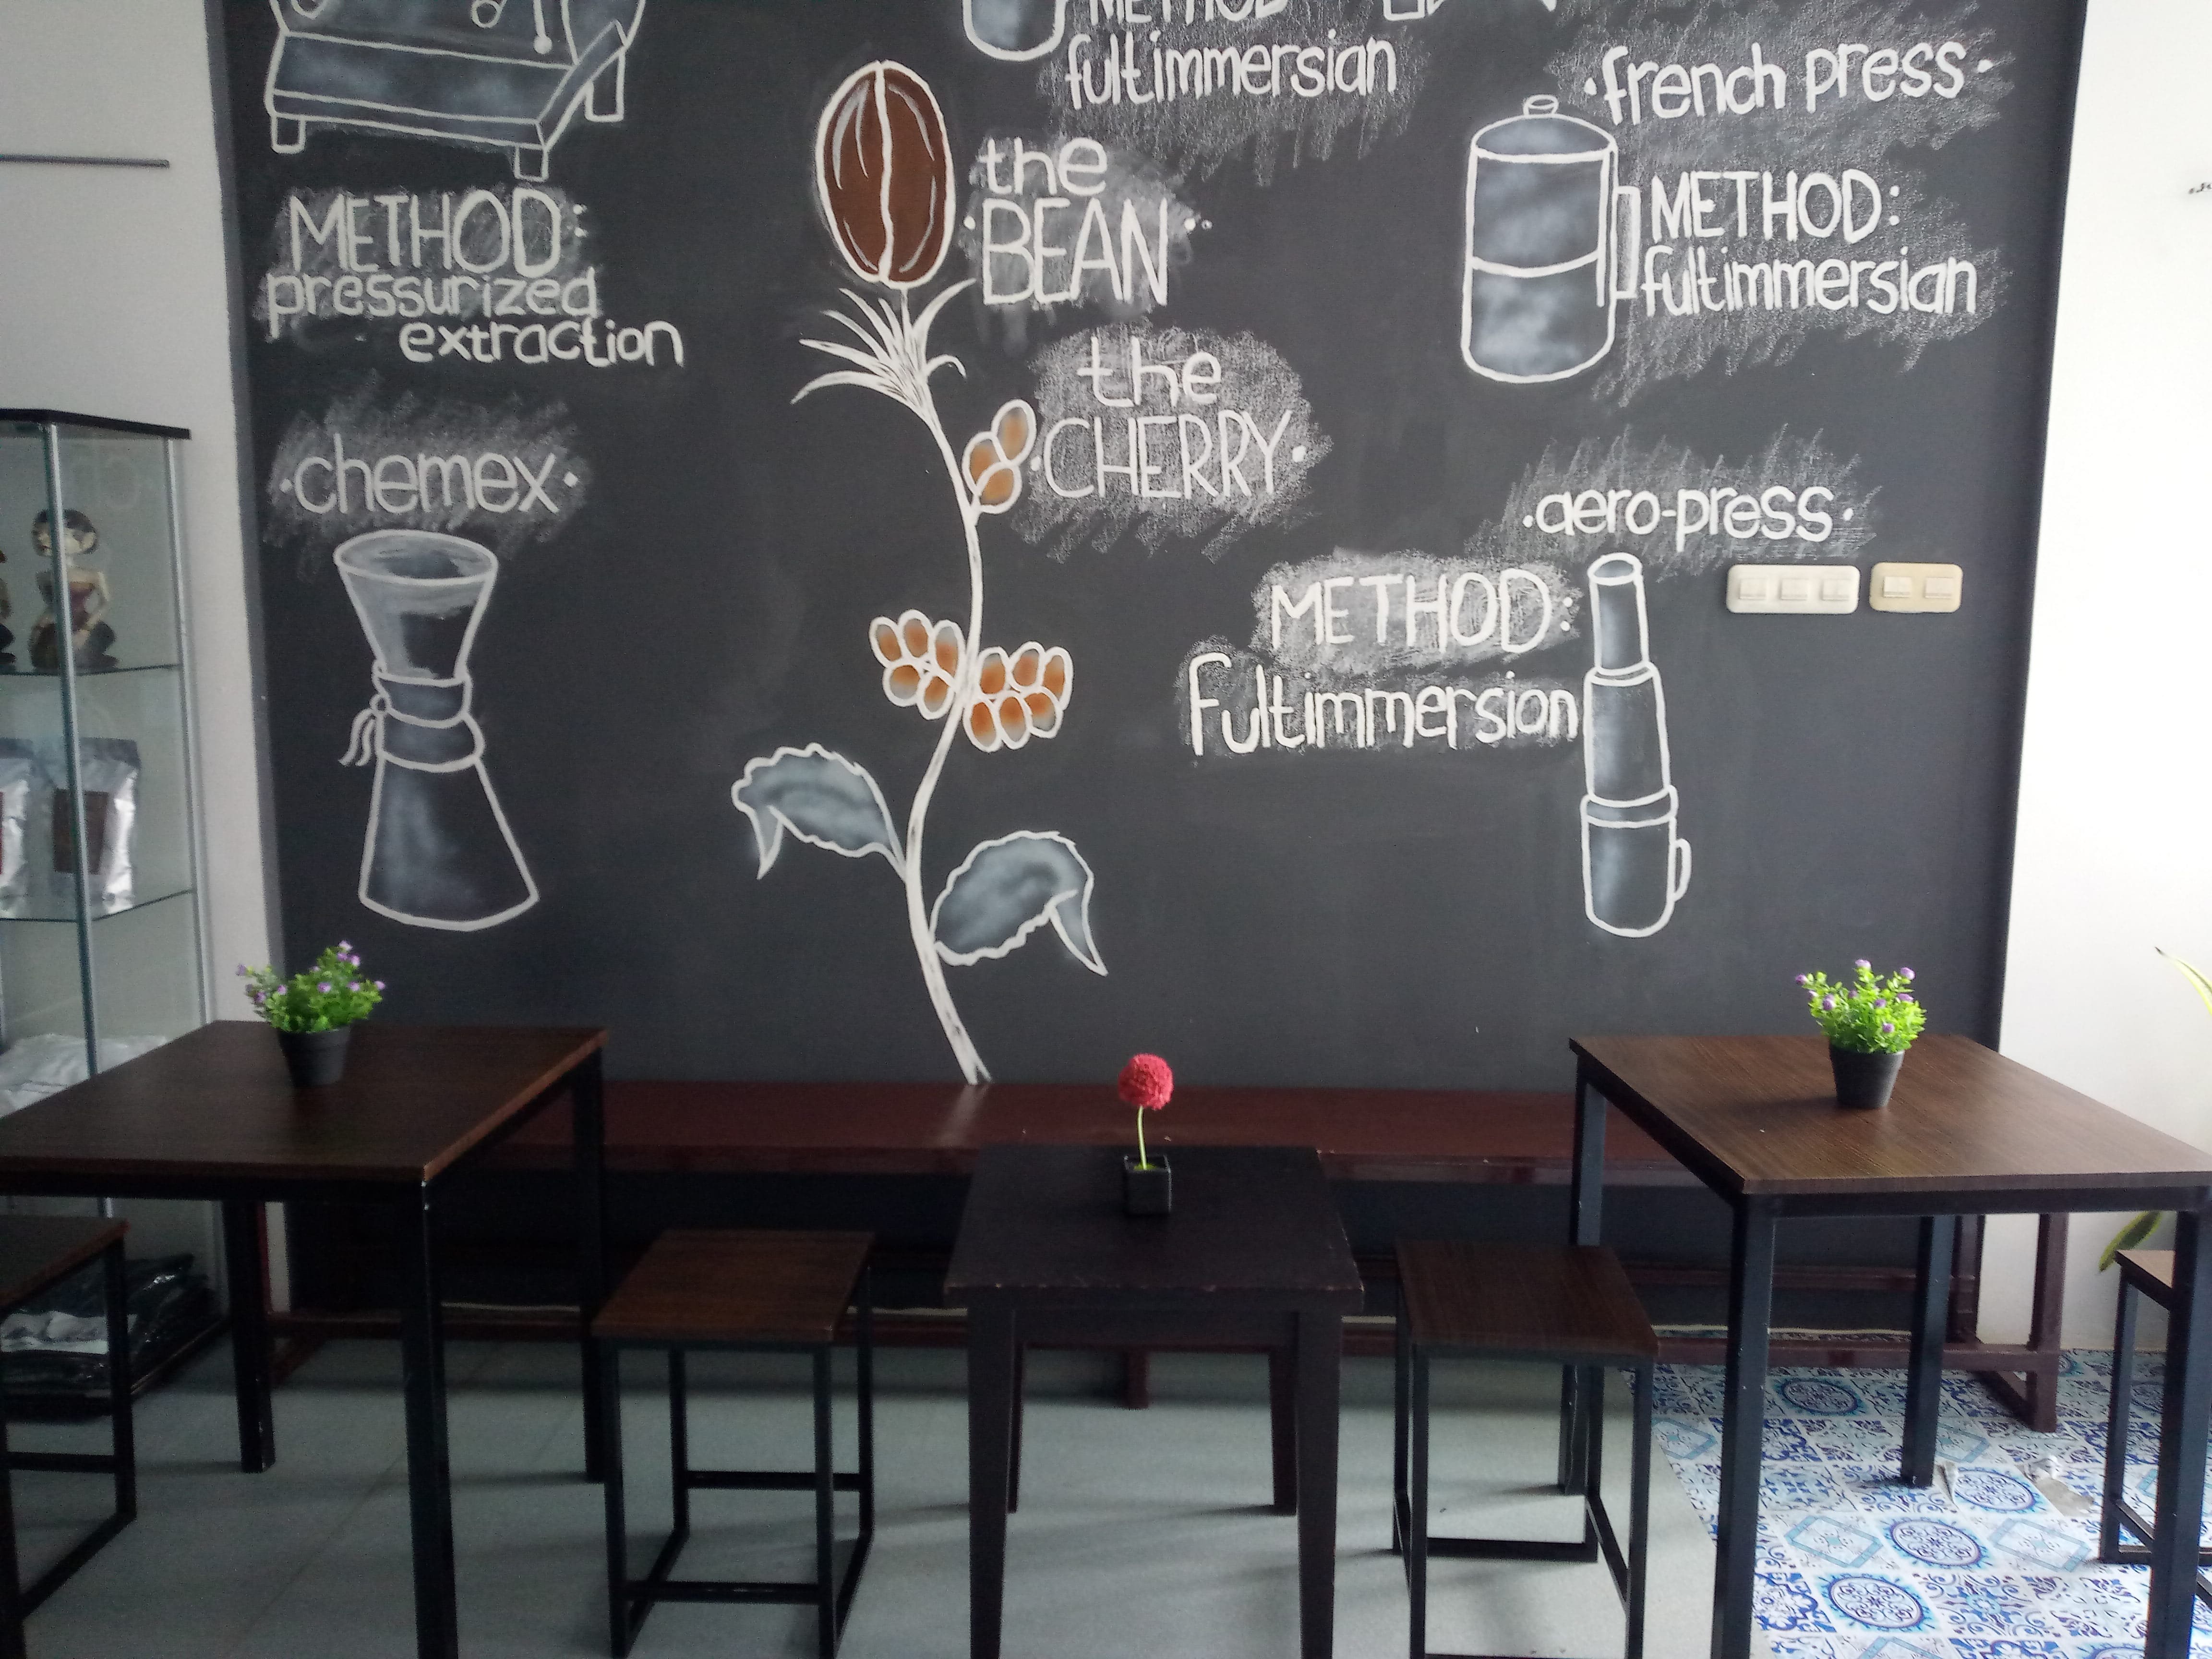 METHOD:
pressurized
extraction
·chemex·
METHOD
fultimmersian
the
·BEAN·
the
·CHERRY·
·french press·
METHOD:
fultimmersian
·aero-press·
METHOD:
Fultimmersion